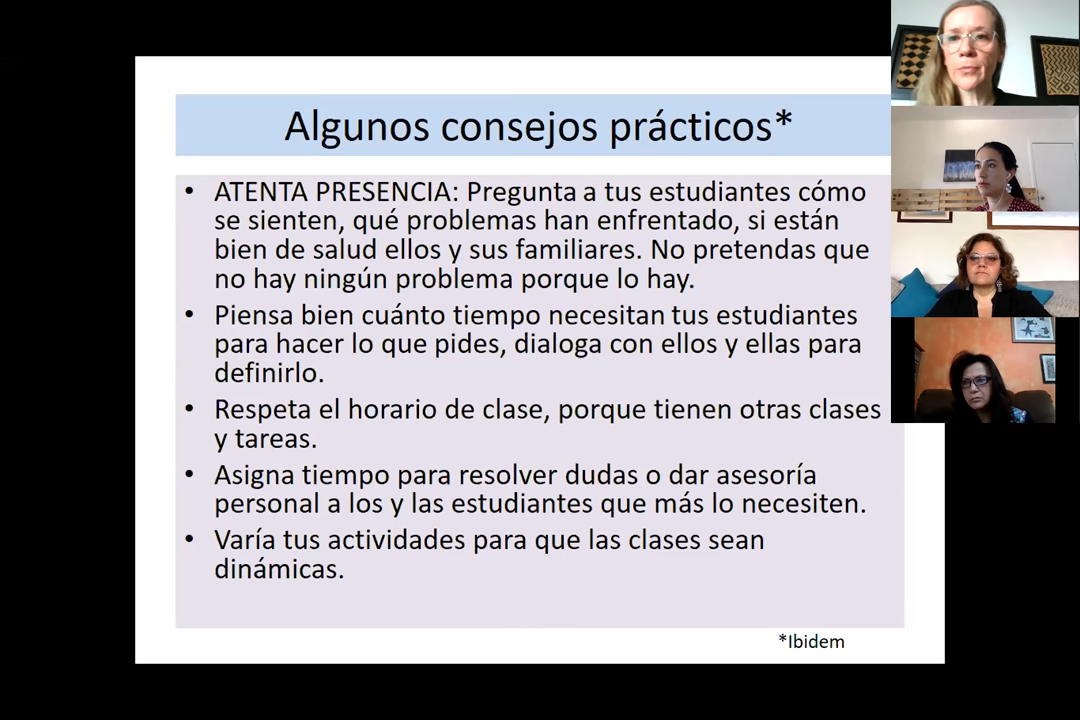 Algunos consejos prácticos*
• ATENTA PRESENCIA: Pregunta a tus estudiantes cómo
se sienten, qué problemas han enfrentado, si están
bien de salud ellos y sus familiares. No pretendas que
no hay ningún problema porque lo hay.
• Piensa bien cuánto tiempo necesitan tus estudiantes
para hacer lo que pides, dialoga con ellos y ellas para
definirlo.
• Respeta el horario de clase, porque tienen otras clases
y tareas.
• Asigna tiempo para resolver dudas o dar asesoría
personal a los y las estudiantes que más lo necesiten.
• Varía tus actividades para que las clases sean
dinámicas.
*Ibidem